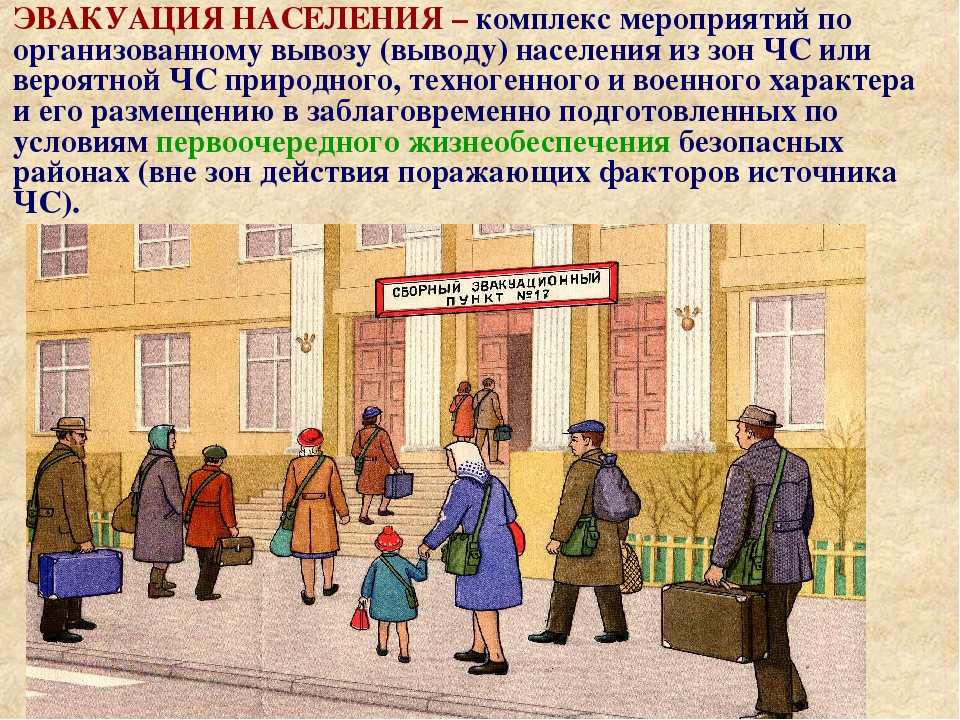 ЭВАКУАЦИЯ НАСЕЛЕНИЯ – комплекс мероприятий по
организованному вывозу (выводу) населения из зон ЧС или
вероятной ЧС природного, техногенного и военного характера
и его размещению в заблаговременно подготовленных по
условиям первоочередного жизнеобеспечения безопасных
районах (вне зон действия поражающих факторов источника
ЧС).
СБОРНЫЙ ЭВАКУАЦИОННЫЙ
ПУНКТ №17